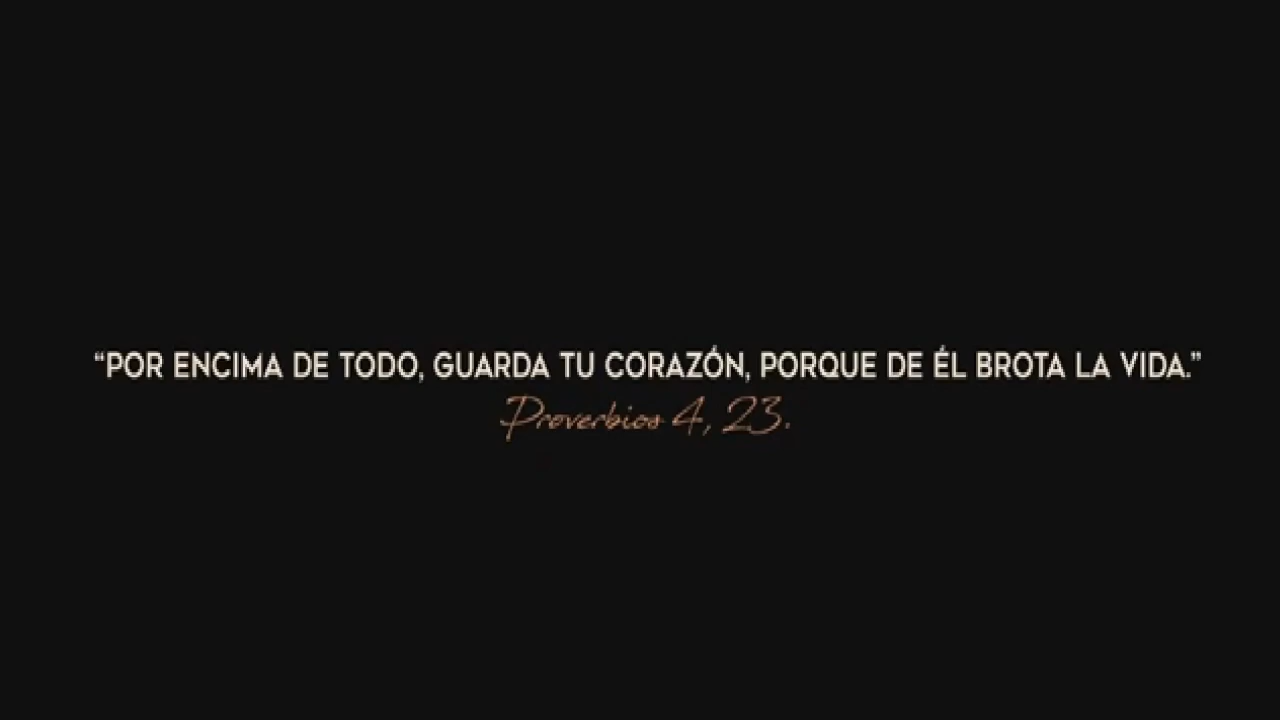 “POR ENCIMA DE TODO, GUARDA TU CORAZÓN, PORQUE DE ÉL BROTA LA VIDA.”
Proverbios 4, 23.